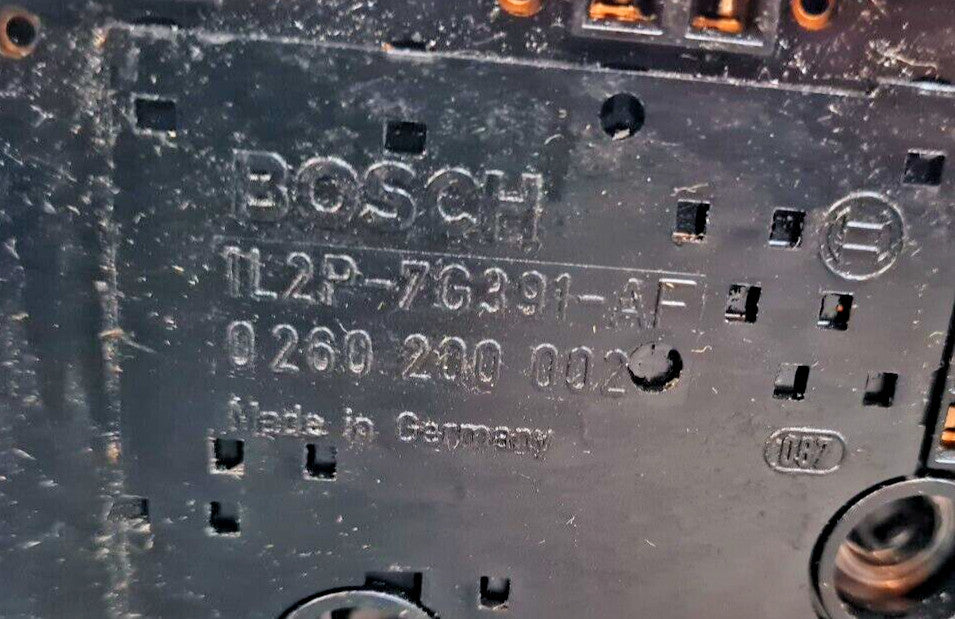 BOSCH
1L2P-7G391-AF
0 260 200 002
Made in Germany
087